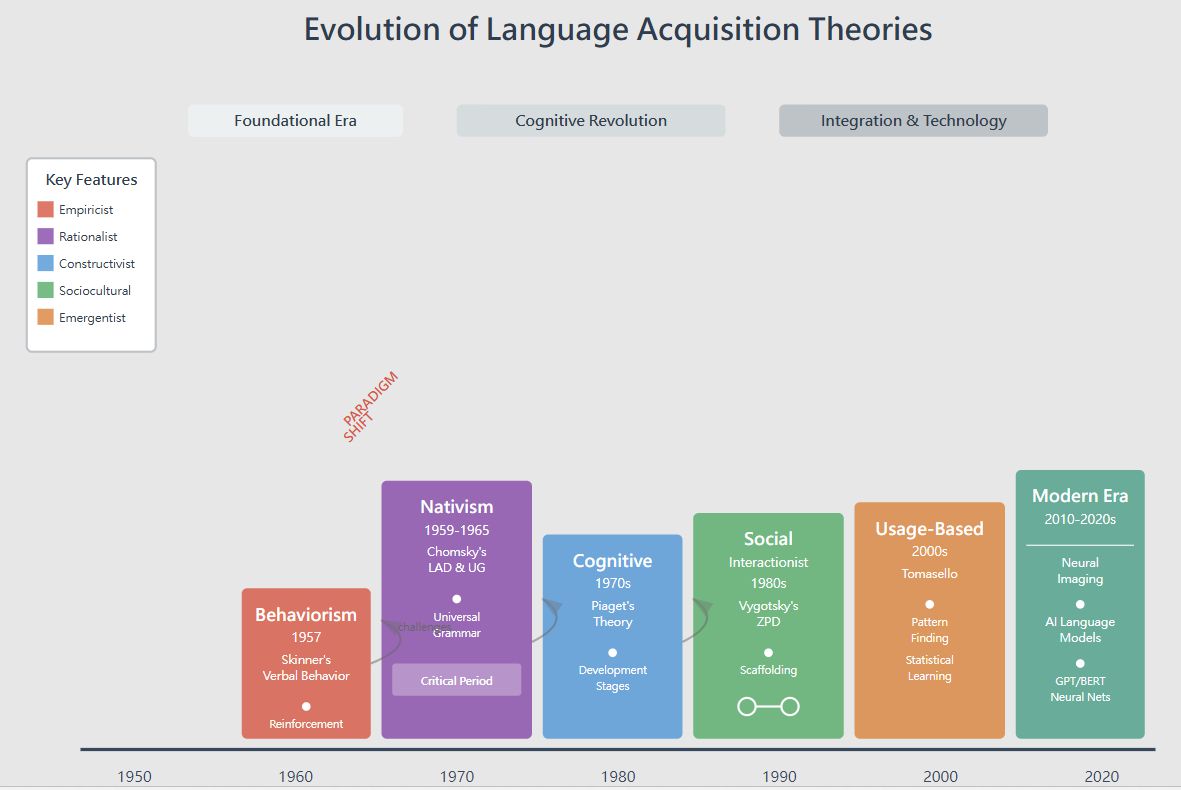 Evolution of Language Acquisition Theories
Foundational Era
Cognitive Revolution
Integration & Technology
Key Features
Empiricist
Rationalist
Constructivist
Sociocultural
Emergentist
PARADIGM
SHIFT
Behaviorism
1957
Skinner's
Verbal Behavior
Reinforcement
challenges
Nativism
1959-1965
Chomsky's
LAD & UG
Universal
Grammar
Critical Period
Cognitive
1970s
Piaget's
Theory
Development
Stages
Social
Interactionist
1980s
Vygotsky's
ZPD
Scaffolding
Usage-Based
2000s
Tomasello
Pattern
Finding
Statistical
Learning
Modern Era
2010-2020s
Neural
Imaging
AI Language
Models
GPT/BERT
Neural Nets
1950
1960
1970
1980
1990
2000
2020